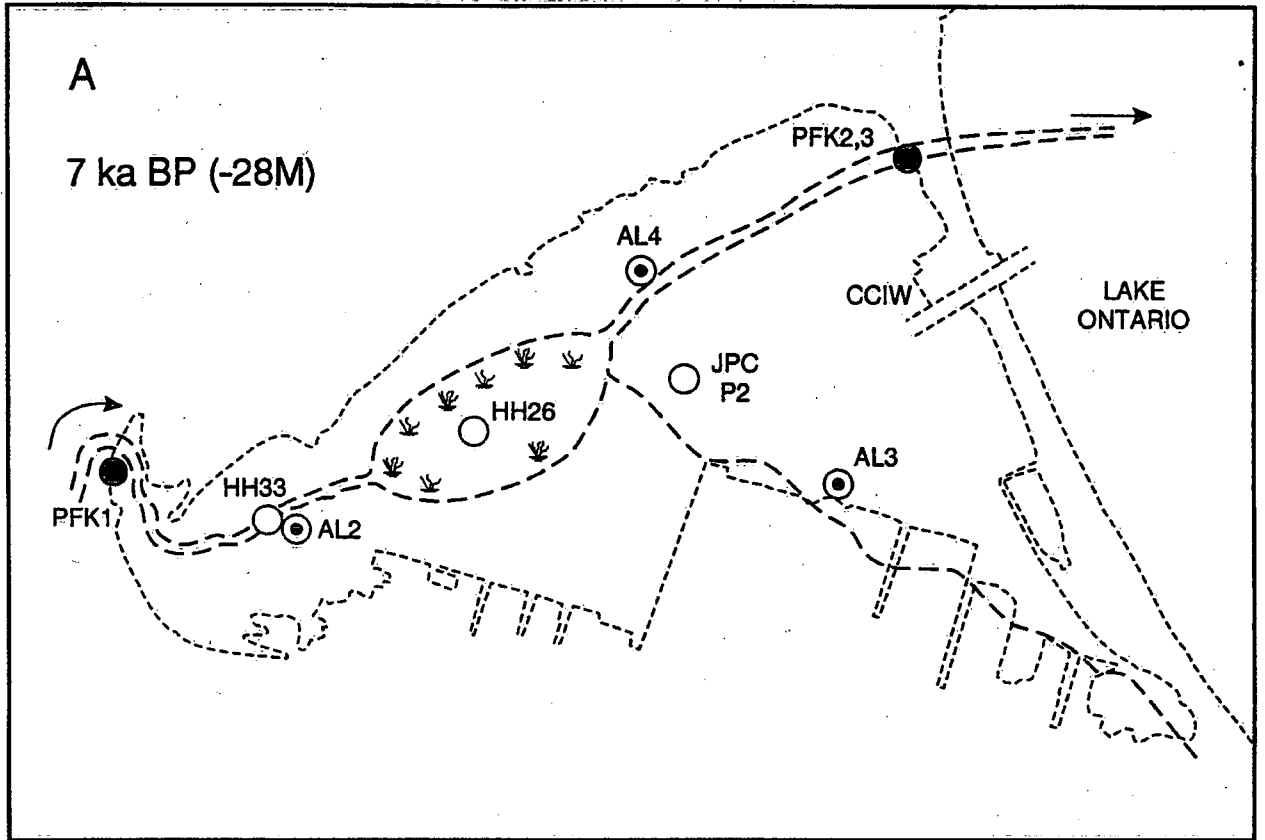 A
7 ka BP (-28M)
PFK2,3
AL4
CCIW
LAKE
ONTARIO
JPC
P2
HH26
AL3
HH33
PFK1
AL2